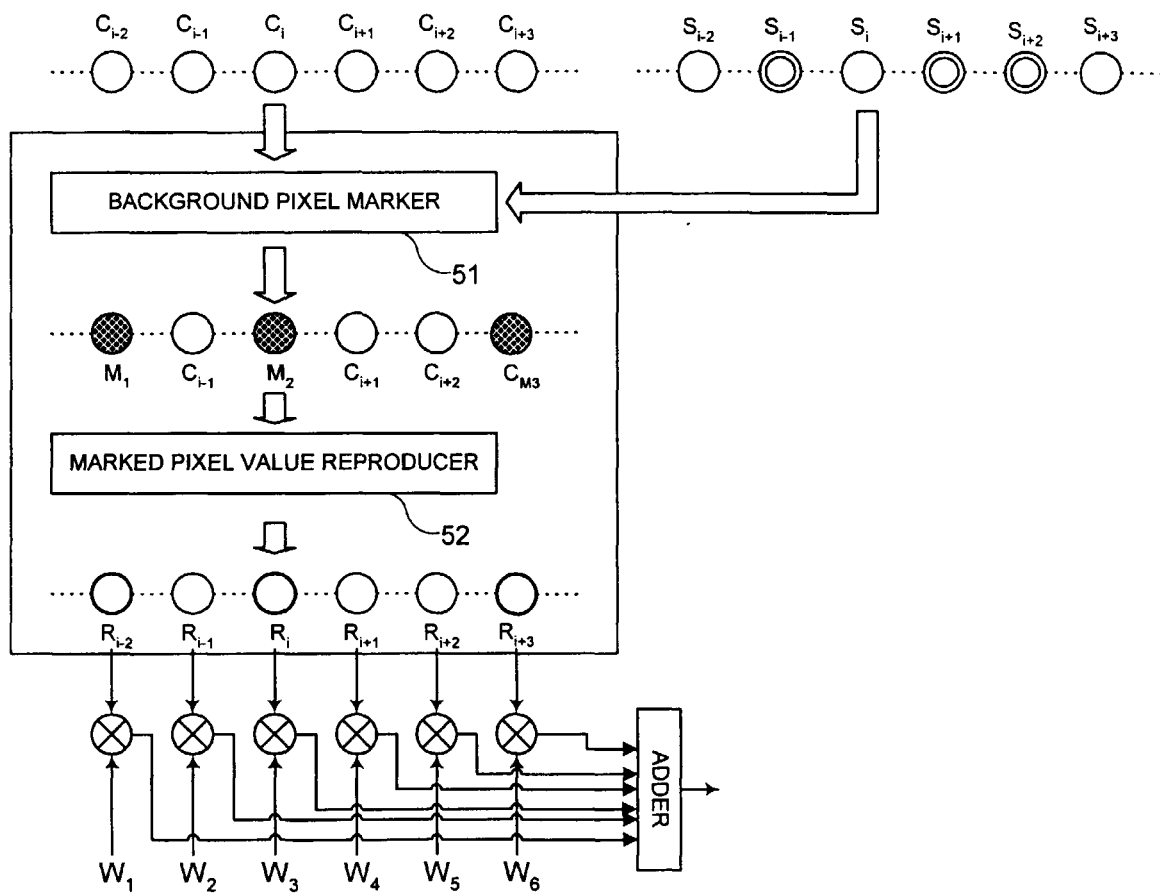 C_{i-2} C_{i-1} C_i C_{i+1} C_{i+2} C_{i+3}
S_{i-2} S_{i-1} S_i S_{i+1} S_{i+2} S_{i+3}
BACKGROUND PIXEL MARKER
51
M_1 C_{i-1} M_2 C_{i+1} C_{i+2} C_{M3}
MARKED PIXEL VALUE REPRODUCER
52
R_{i-2} R_{i-1} R_i R_{i+1} R_{i+2} R_{i+3}
ADDER
W_1 W_2 W_3 W_4 W_5 W_6